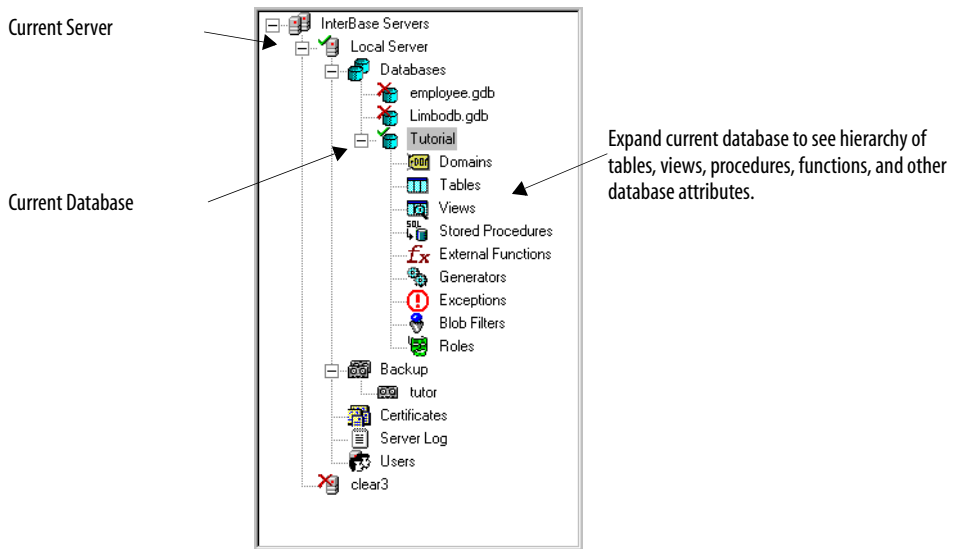 Current Server
InterBase Servers
Local Server
Databases
employee.gdb
Limbodb.gdb
Tutorial
Expand current database to see hierarchy of
tables, views, procedures, functions, and other
database attributes.
Domains
Tables
Current Database
Views
SQL
Stored Procedures
fx
External Functions
Generators
Exceptions
Blob Filters
Roles
Backup
tutor
Certificates
Server Log
Users
clear3